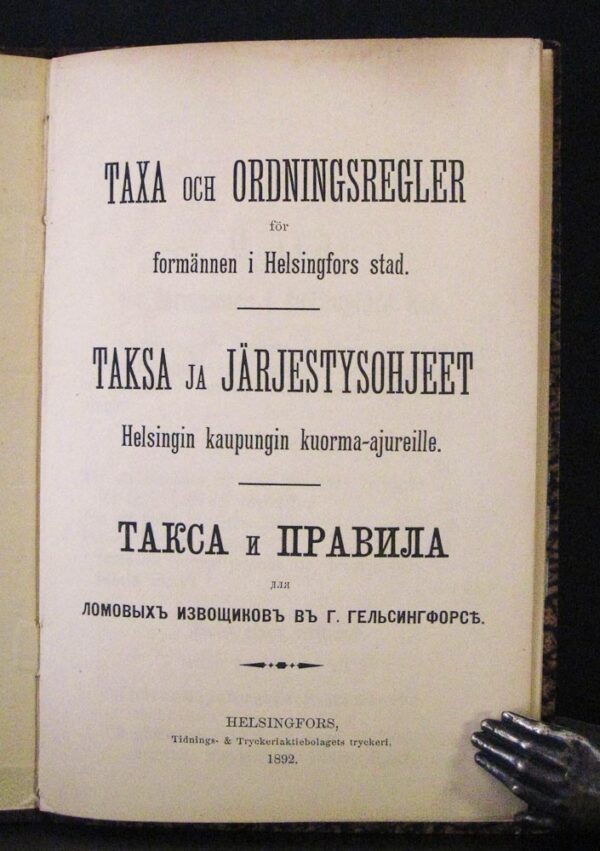 TAXA OCH ORDNINGSREGLER
för
formännen i Helsingfors stad.
TAKSA JA JÄRJESTYSOHJEET
Helsingin kaupungin kuorma-ajureille.
ТАКСА И ПРАВИЛА
для
ЛОМОВЫХЪ ИЗВОЩИКОВЪ ВЪ Г. ГЕЛЬСИНГФОРСѢ.
HELSINGFORS,
Tidnings- & Tryckeriaktiebolagets tryckeri.
1892.